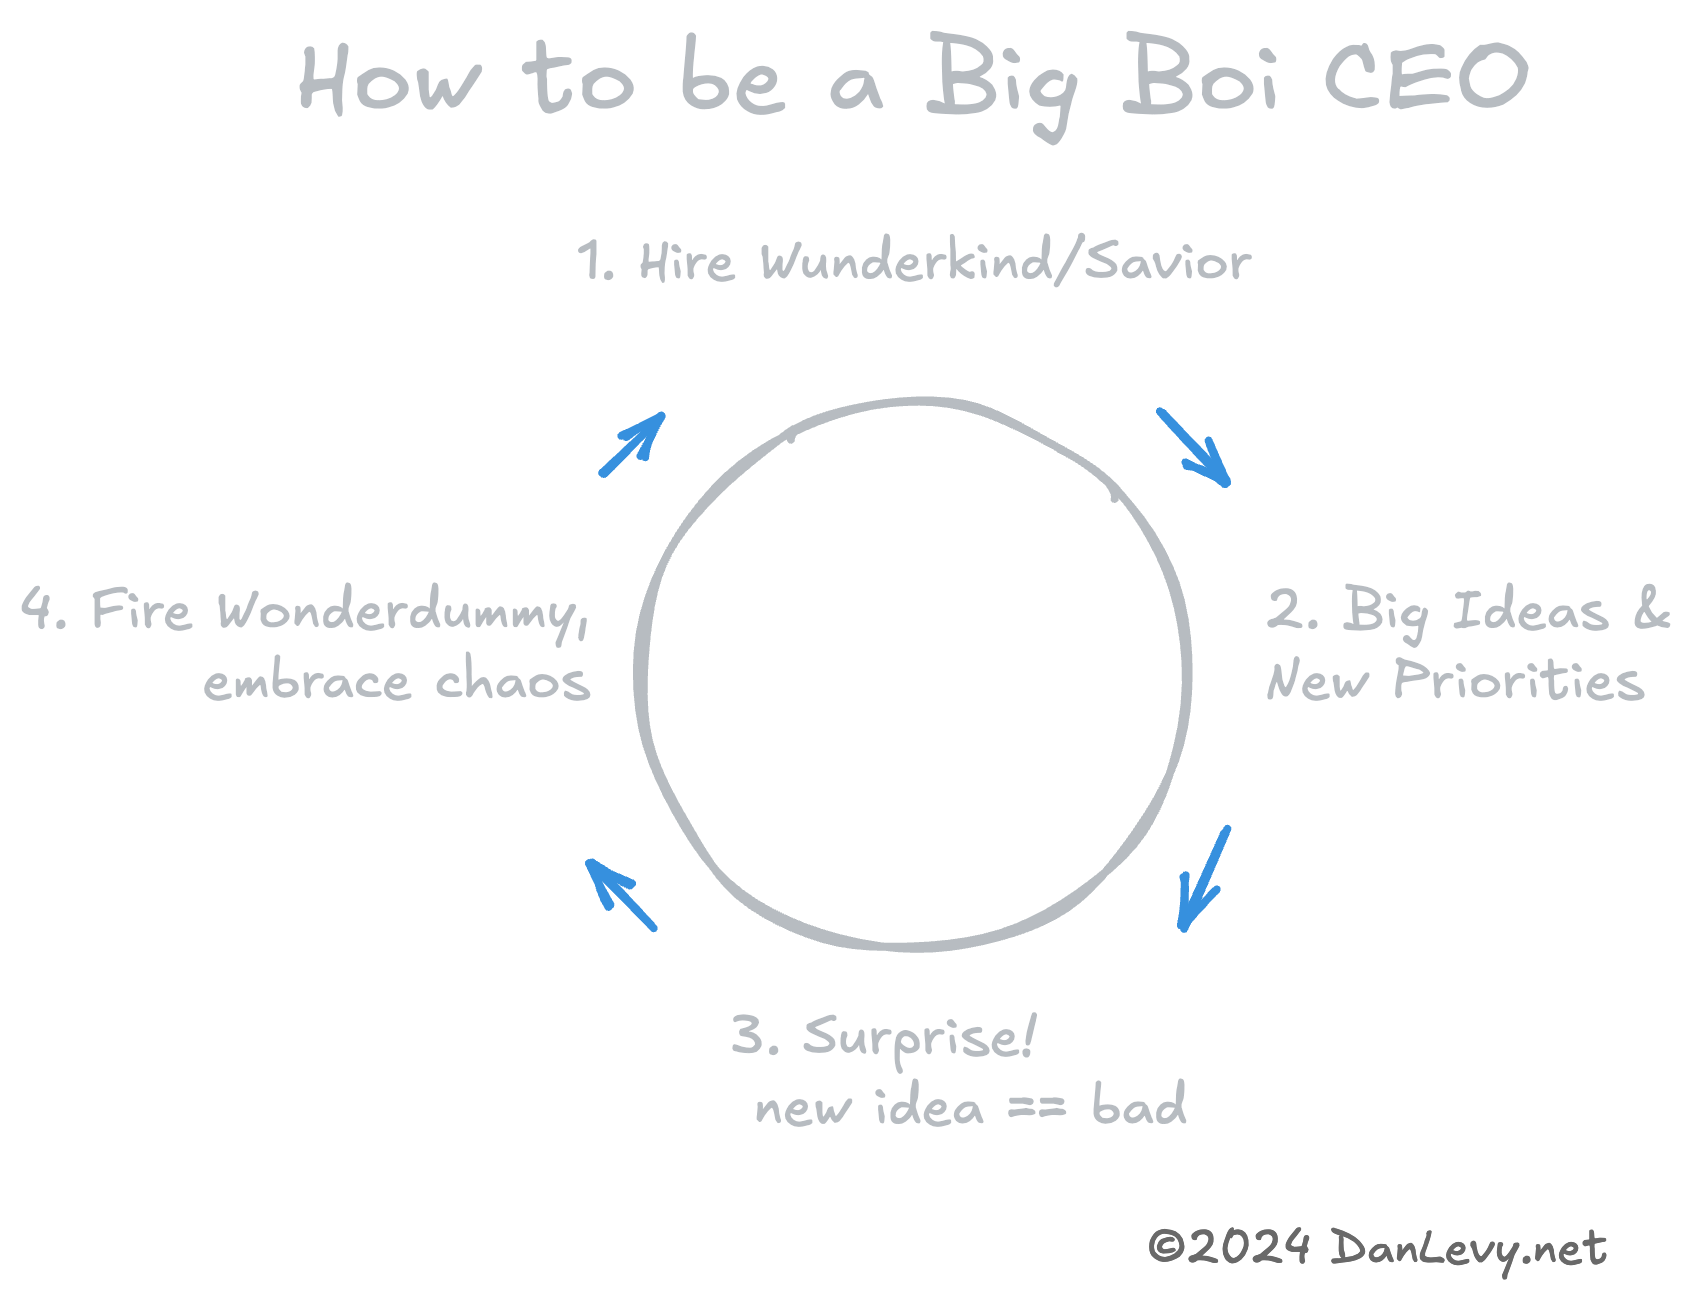 How to be a Big Boi CEO
1. Hire Wunderkind/Savior
4. Fire Wonderdummy,
embrace chaos
2. Big Ideas &
New Priorities
3. Surprise!
new idea == bad
©2024 DanLevy.net